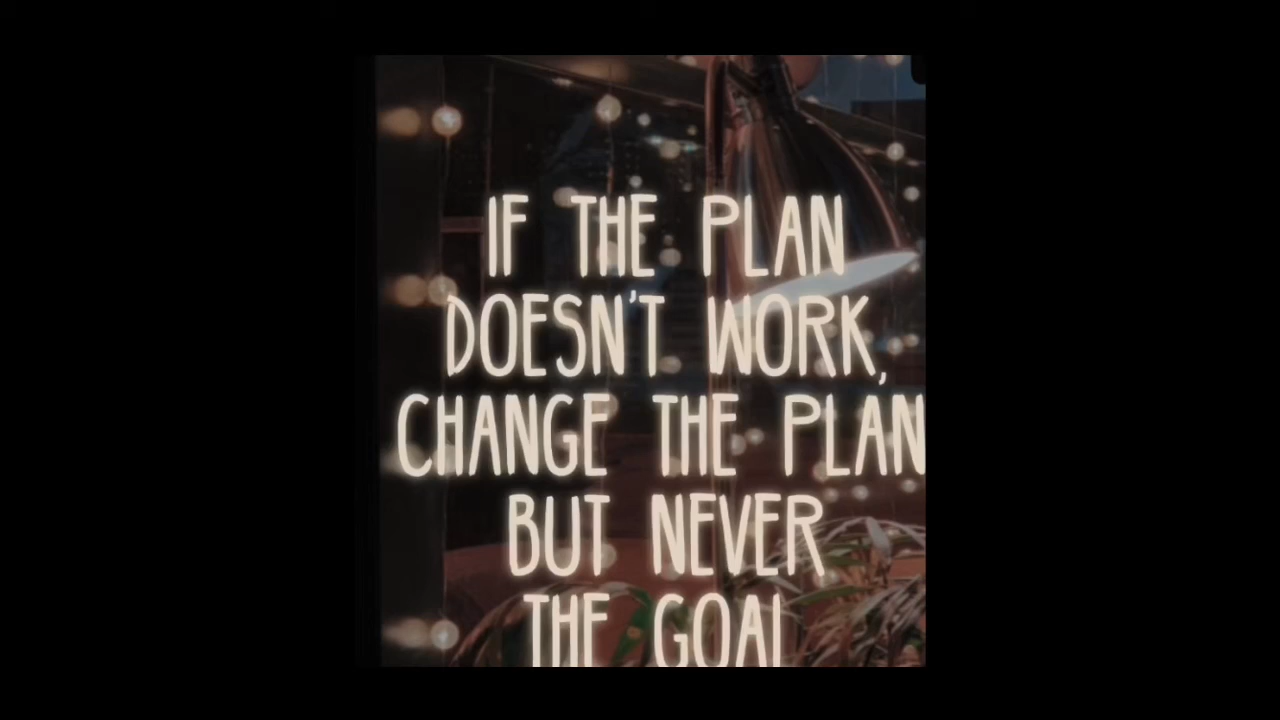 IF THE PLAN
DOESN'T WORK,
CHANGE THE PLAN
BUT NEVER
THE GOAL